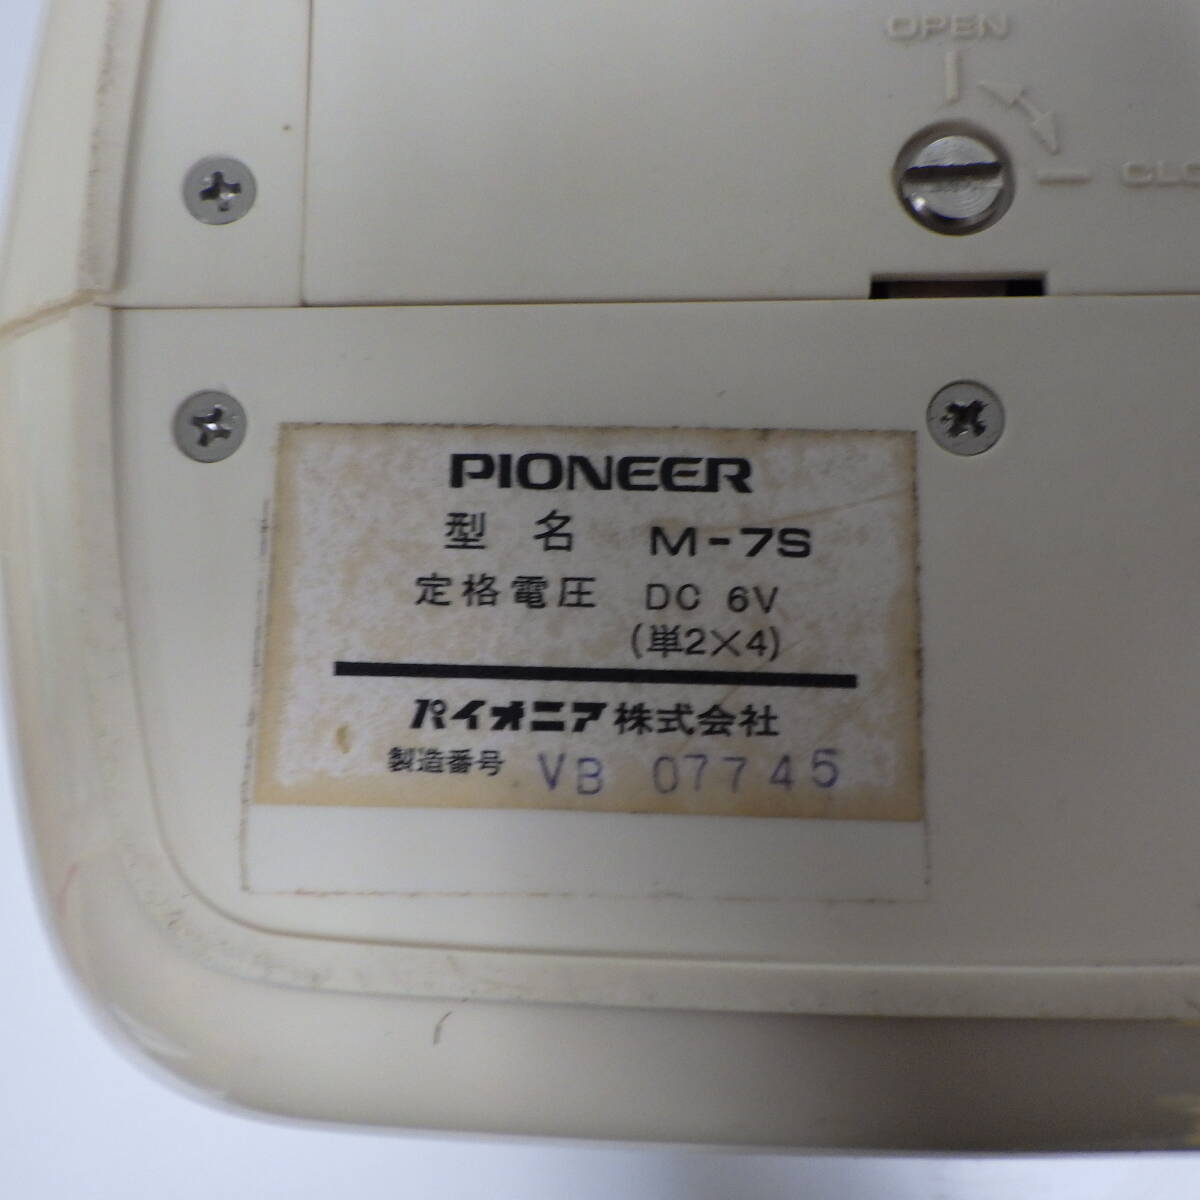 OPEN
PIONEER
型名 M-7S
定格電圧 DC 6V
(単2×4)
パイオニア株式会社
製造番号 VB 07745